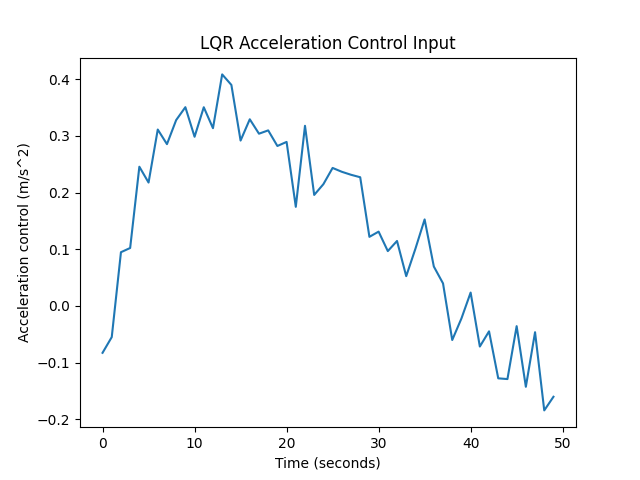 LQR Acceleration Control Input
Acceleration control (m/s^2)
0.4
0.3
0.2
0.1
0.0
−0.1
−0.2
0 10 20 30 40 50
Time (seconds)